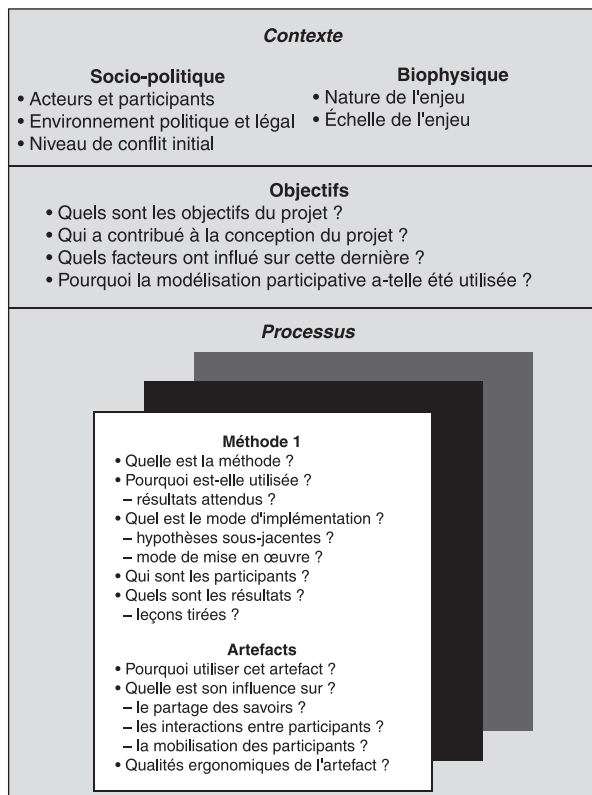 Contexte
Socio-politique
• Acteurs et participants
• Environnement politique et légal
• Niveau de conflit initial
Biophysique
• Nature de l'enjeu
• Échelle de l'enjeu
Objectifs
• Quels sont les objectifs du projet ?
• Qui a contribué à la conception du projet ?
• Quels facteurs ont influé sur cette dernière ?
• Pourquoi la modélisation participative a-telle été utilisée ?
Processus
Méthode 1
• Quelle est la méthode ?
• Pourquoi est-elle utilisée ?
– résultats attendus ?
• Quel est le mode d'implémentation ?
– hypothèses sous-jacentes ?
– mode de mise en œuvre ?
• Qui sont les participants ?
• Quels sont les résultats ?
– leçons tirées ?
Artefacts
• Pourquoi utiliser cet artefact ?
• Quelle est son influence sur ?
– le partage des savoirs ?
– les interactions entre participants ?
– la mobilisation des participants ?
• Qualités ergonomiques de l'artefact ?